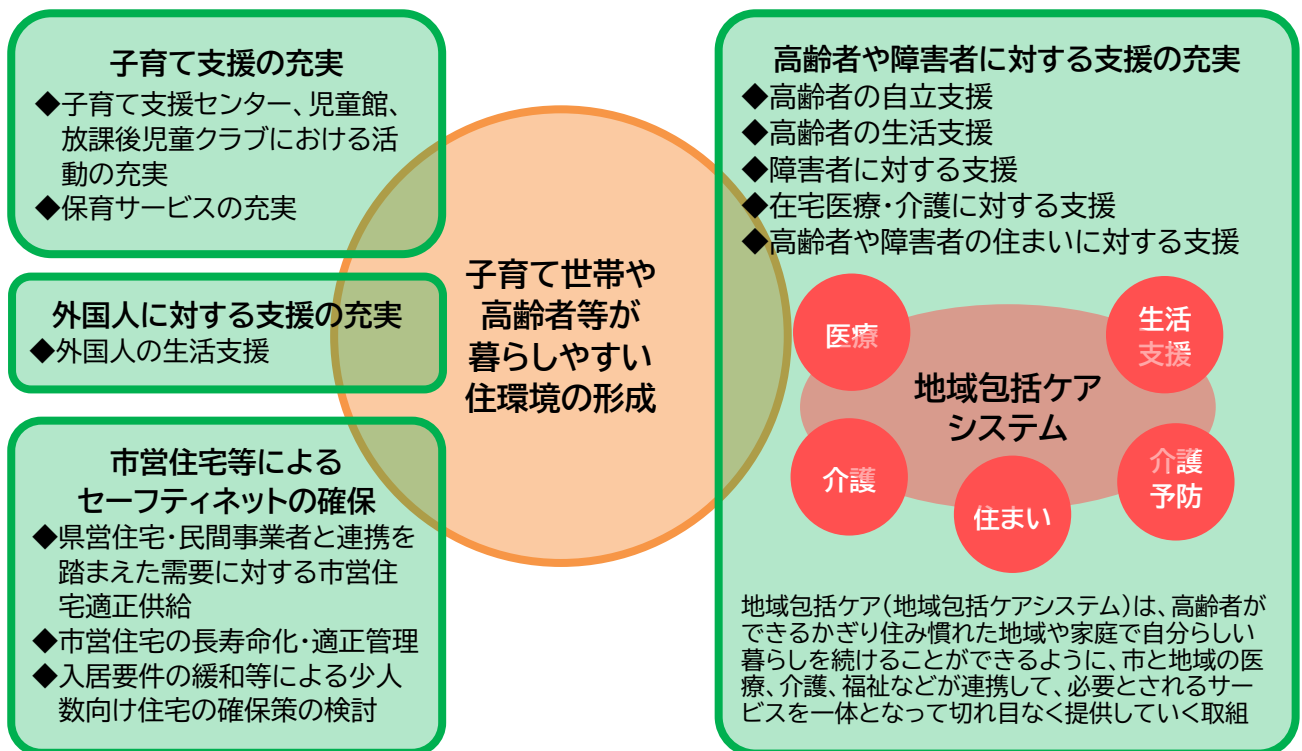 子育て支援の充実
◆子育て支援センター、児童館、
放課後児童クラブにおける活
動の充実
◆保育サービスの充実
外国人に対する支援の充実
◆外国人の生活支援
市営住宅等による
セーフティネットの確保
◆県営住宅・民間事業者と連携を
踏まえた需要に対する市営住
宅適正供給
◆市営住宅の長寿命化・適正管理
◆入居要件の緩和等による少人
数向け住宅の確保策の検討
子育て世帯や
高齢者等が
暮らしやすい
住環境の形成
高齢者や障害者に対する支援の充実
◆高齢者の自立支援
◆高齢者の生活支援
◆障害者に対する支援
◆在宅医療・介護に対する支援
◆高齢者や障害者の住まいに対する支援
医療
生活
支援
地域包括ケア
システム
介護
住まい
介護
予防
地域包括ケア(地域包括ケアシステム)は、高齢者が
できるかぎり住み慣れた地域や家庭で自分らしい
暮らしを続けることができるように、市と地域の医
療、介護、福祉などが連携して、必要とされるサー
ビスを一体となって切れ目なく提供していく取組